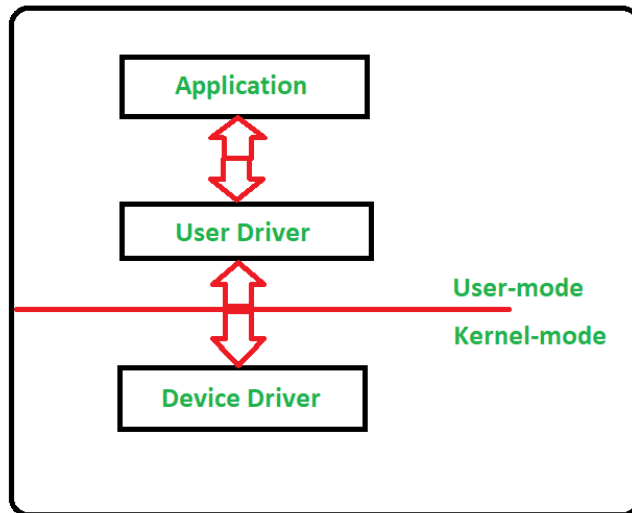 Application
User Driver
User-mode
Kernel-mode
Device Driver